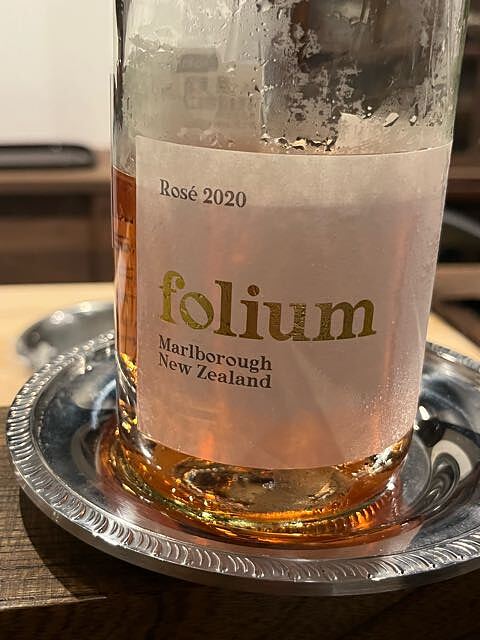 Rosé 2020
folium
Marlborough
New Zealand